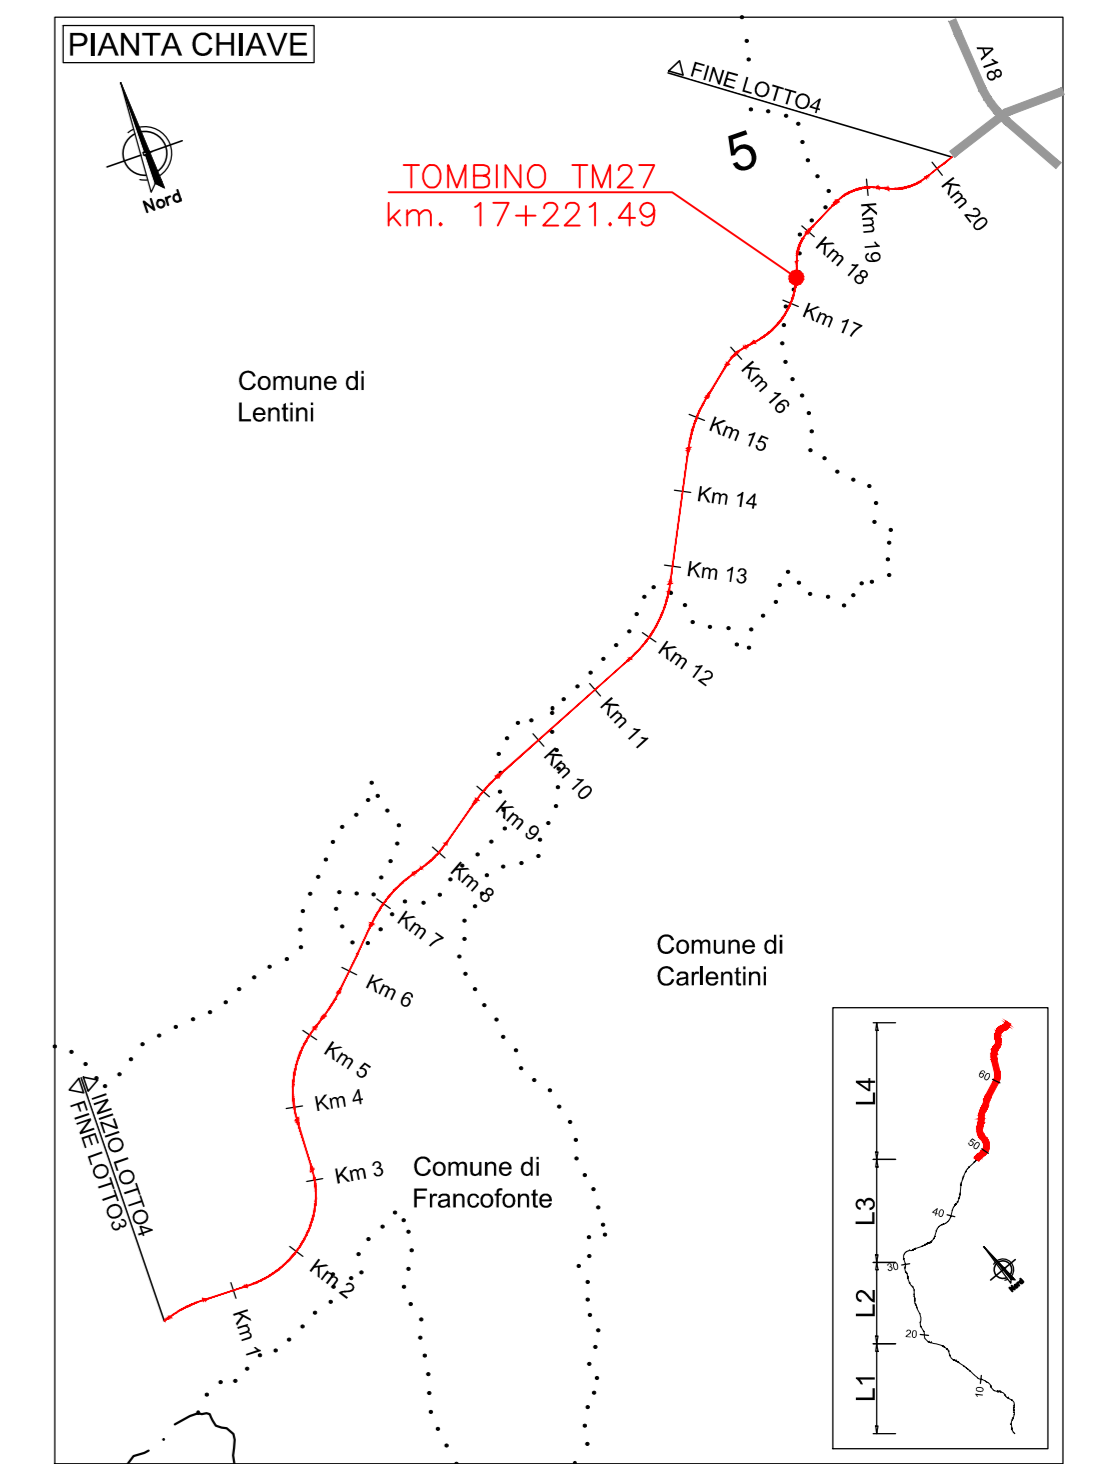 PIANTA CHIAVE
Nord
FINE LOTTO4
A18
5
TOMBINO TM27
km. 17+221.49
Km 20
Km 19
Km 18
Km 17
Km 16
Km 15
Km 14
Km 13
Km 12
Km 11
Km 10
Km 9
Km 8
Km 7
Km 6
Km 5
Km 4
Km 3
Km 2
Km 1
Comune di
Lentini
Comune di
Carlentini
Comune di
Francofonte
INIZIO LOTTO4
FINE LOTTO3
L4
L3
L2
L1
60
50
40
30
20
10
Nord